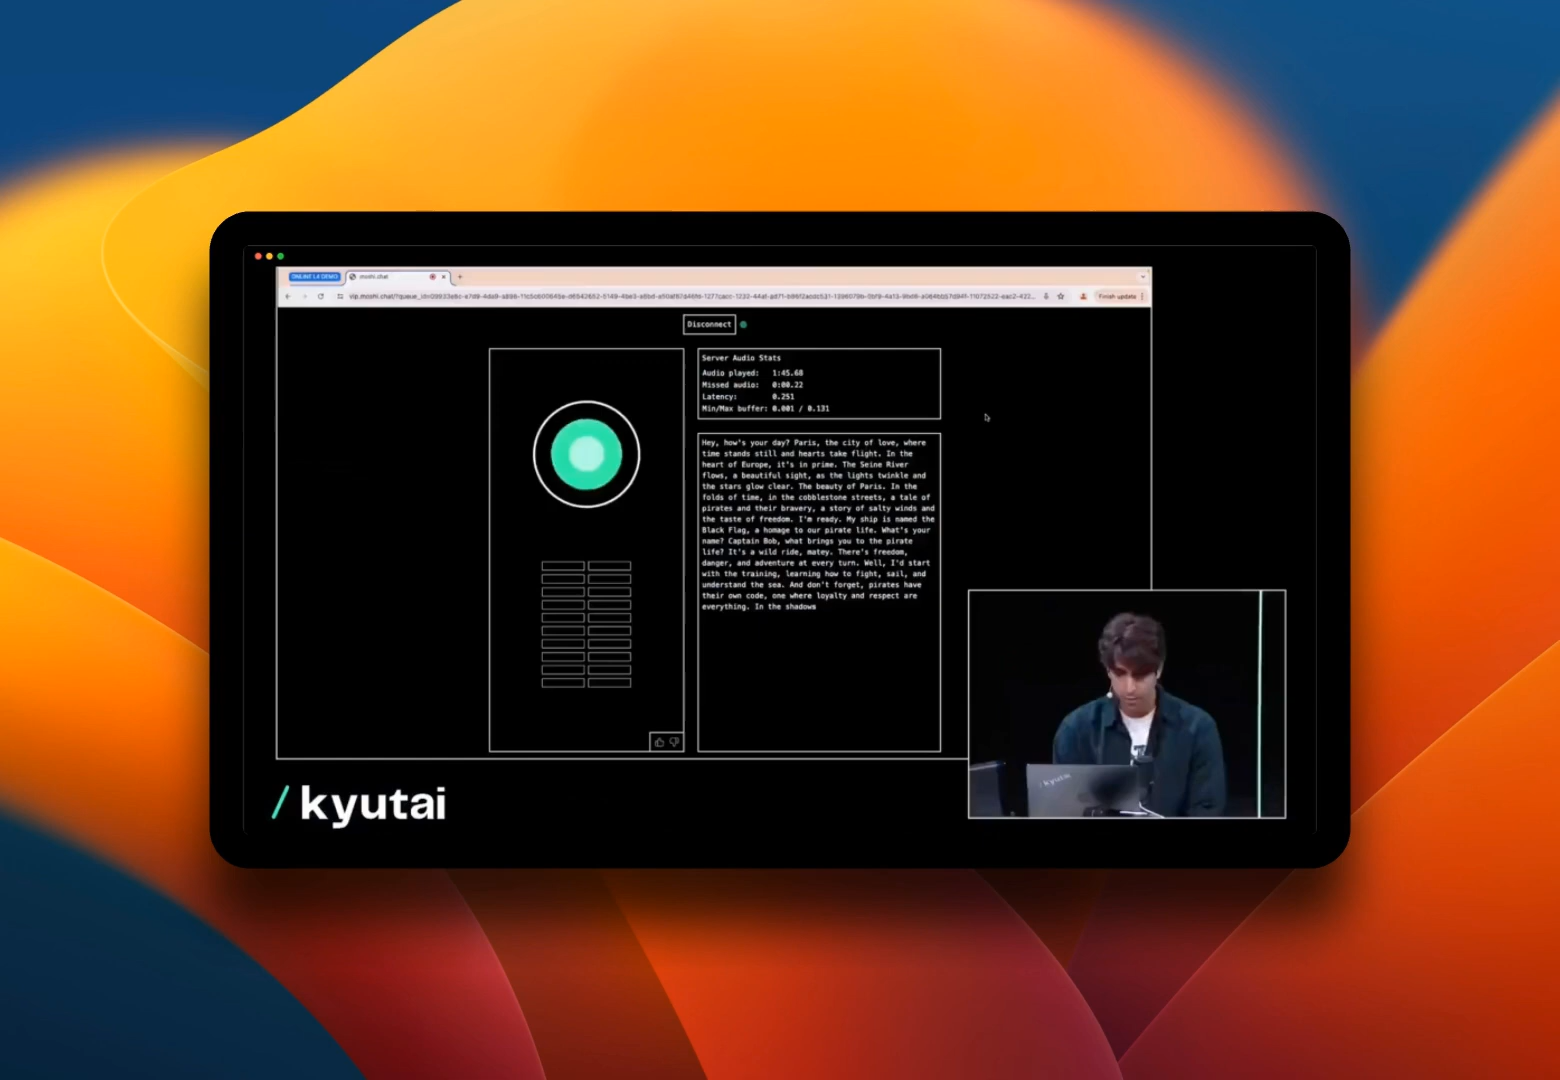 ONLINE L4 DEMO
moshi.chat
Finish update
Disconnect
Server Audio Stats
Audio played: 1:45.68
Missed audio: 0:00.22
Latency: 0.251
Min/Max buffer: 0.001 / 0.131
Hey, how's your day? Paris, the city of love, where
time stands still and hearts take flight. In the
heart of Europe, it's in prime. The Seine River
flows, a beautiful sight, as the lights twinkle and
the stars glow clear. The beauty of Paris. In the
folds of time, in the cobblestone streets, a tale of
pirates and their bravery, a story of salty winds and
the taste of freedom. I'm ready. My ship is named the
Black Flag, a homage to our pirate life. What's your
name? Captain Bob, what brings you to the pirate
life? It's a wild ride, matey. There's freedom,
danger, and adventure at every turn. Well, I'd start
with the training, learning how to fight, sail, and
understand the sea. And don't forget, pirates have
their own code, one where loyalty and respect are
everything. In the shadows
/ kyutai
/ kyutai